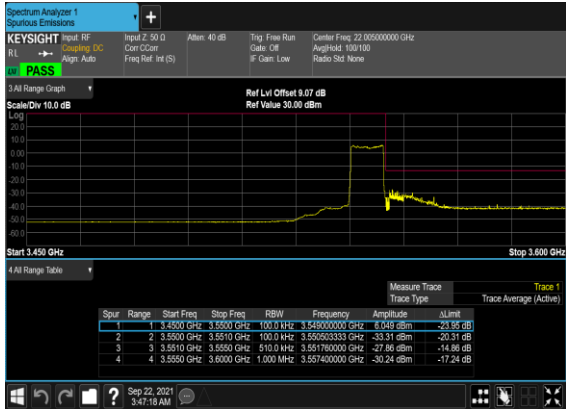 Spectrum Analyzer 1
Spurious Emissions
KEYSIGHT Input: RF Input Z: 50 Ω Atten: 40 dB Trig: Free Run Center Freq: 22.005000000 GHz
RL Coupling: DC Corr CCorr Gate: Off Avg|Hold: 100/100
Align: Auto Freq Ref: Int (S) IF Gain: Low Radio Std: None
PASS
3 All Range Graph Ref Lvl Offset 9.07 dB
Scale/Div 10.0 dB Ref Value 30.00 dBm
Log
20.0
10.0
0.00
-10.0
-20.0
-30.0
-40.0
-50.0
-60.0
Start 3.450 GHz Stop 3.600 GHz
4 All Range Table
Measure Trace Trace 1
Trace Type Trace Average (Active)
Spur Range Start Freq Stop Freq RBW Frequency Amplitude ΔLimit
1 1 3.4500 GHz 3.5500 GHz 100.0 kHz 3.549000000 GHz 6.049 dBm -23.95 dB
2 2 3.5500 GHz 3.5510 GHz 100.0 kHz 3.550503333 GHz -33.31 dBm -20.31 dB
3 3 3.5510 GHz 3.5550 GHz 510.0 kHz 3.551760000 GHz -27.86 dBm -14.86 dB
4 4 3.5550 GHz 3.6000 GHz 1.000 MHz 3.557400000 GHz -30.24 dBm -17.24 dB
Sep 22, 2021
3:47:18 AM